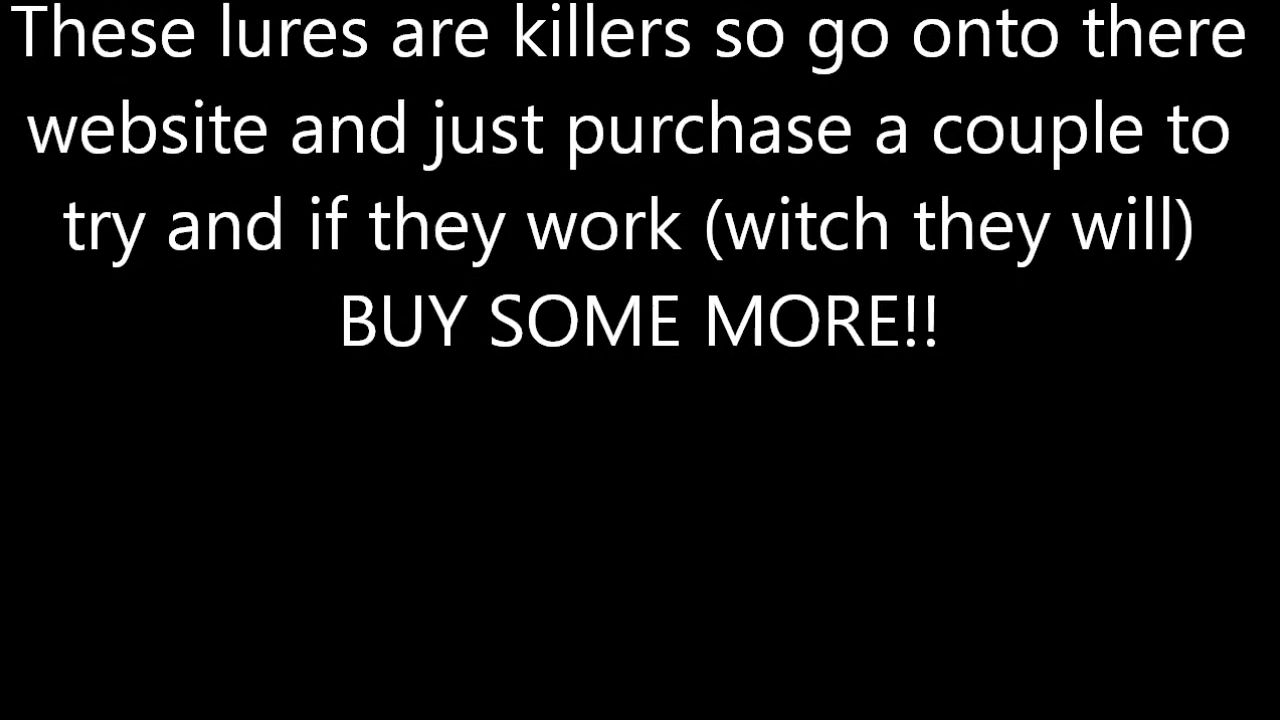 These lures are killers so go onto there
website and just purchase a couple to
try and if they work (witch they will)
BUY SOME MORE!!